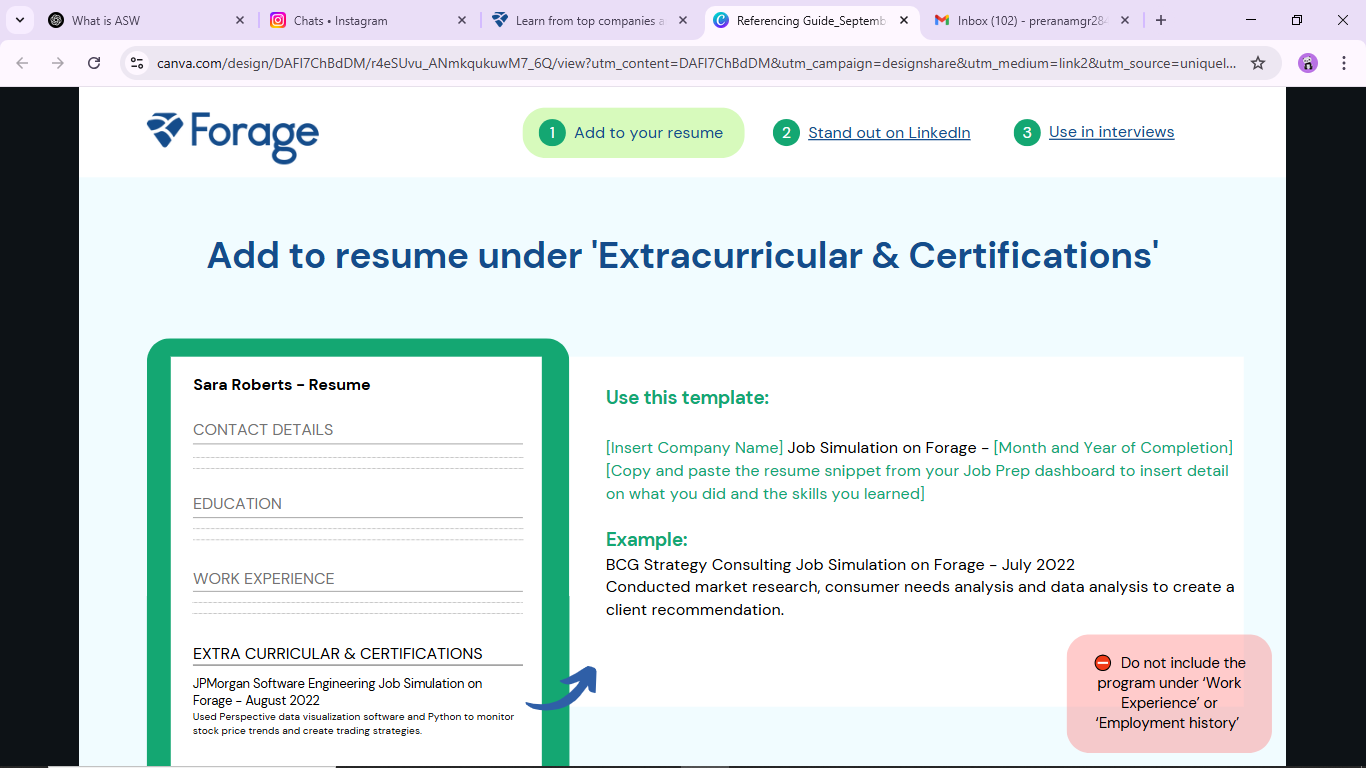 What is ASW
Chats • Instagram
Learn from top companies a
Referencing Guide_Septemb
Inbox (102) - preranamgr284
canva.com/design/DAFI7ChBdDM/r4eSUvu_ANmkqukuwM7_6Q/view?utm_content=DAFI7ChBdDM&utm_campaign=designshare&utm_medium=link2&utm_source=uniquel...
Forage
1 Add to your resume
2 Stand out on LinkedIn
3 Use in interviews
Add to resume under 'Extracurricular & Certifications'
Sara Roberts - Resume
CONTACT DETAILS
EDUCATION
WORK EXPERIENCE
EXTRA CURRICULAR & CERTIFICATIONS
JPMorgan Software Engineering Job Simulation on
Forage - August 2022
Used Perspective data visualization software and Python to monitor
stock price trends and create trading strategies.
Use this template:
[Insert Company Name] Job Simulation on Forage - [Month and Year of Completion]
[Copy and paste the resume snippet from your Job Prep dashboard to insert detail
on what you did and the skills you learned]
Example:
BCG Strategy Consulting Job Simulation on Forage - July 2022
Conducted market research, consumer needs analysis and data analysis to create a
client recommendation.
Do not include the
program under ‘Work
Experience’ or
‘Employment history’